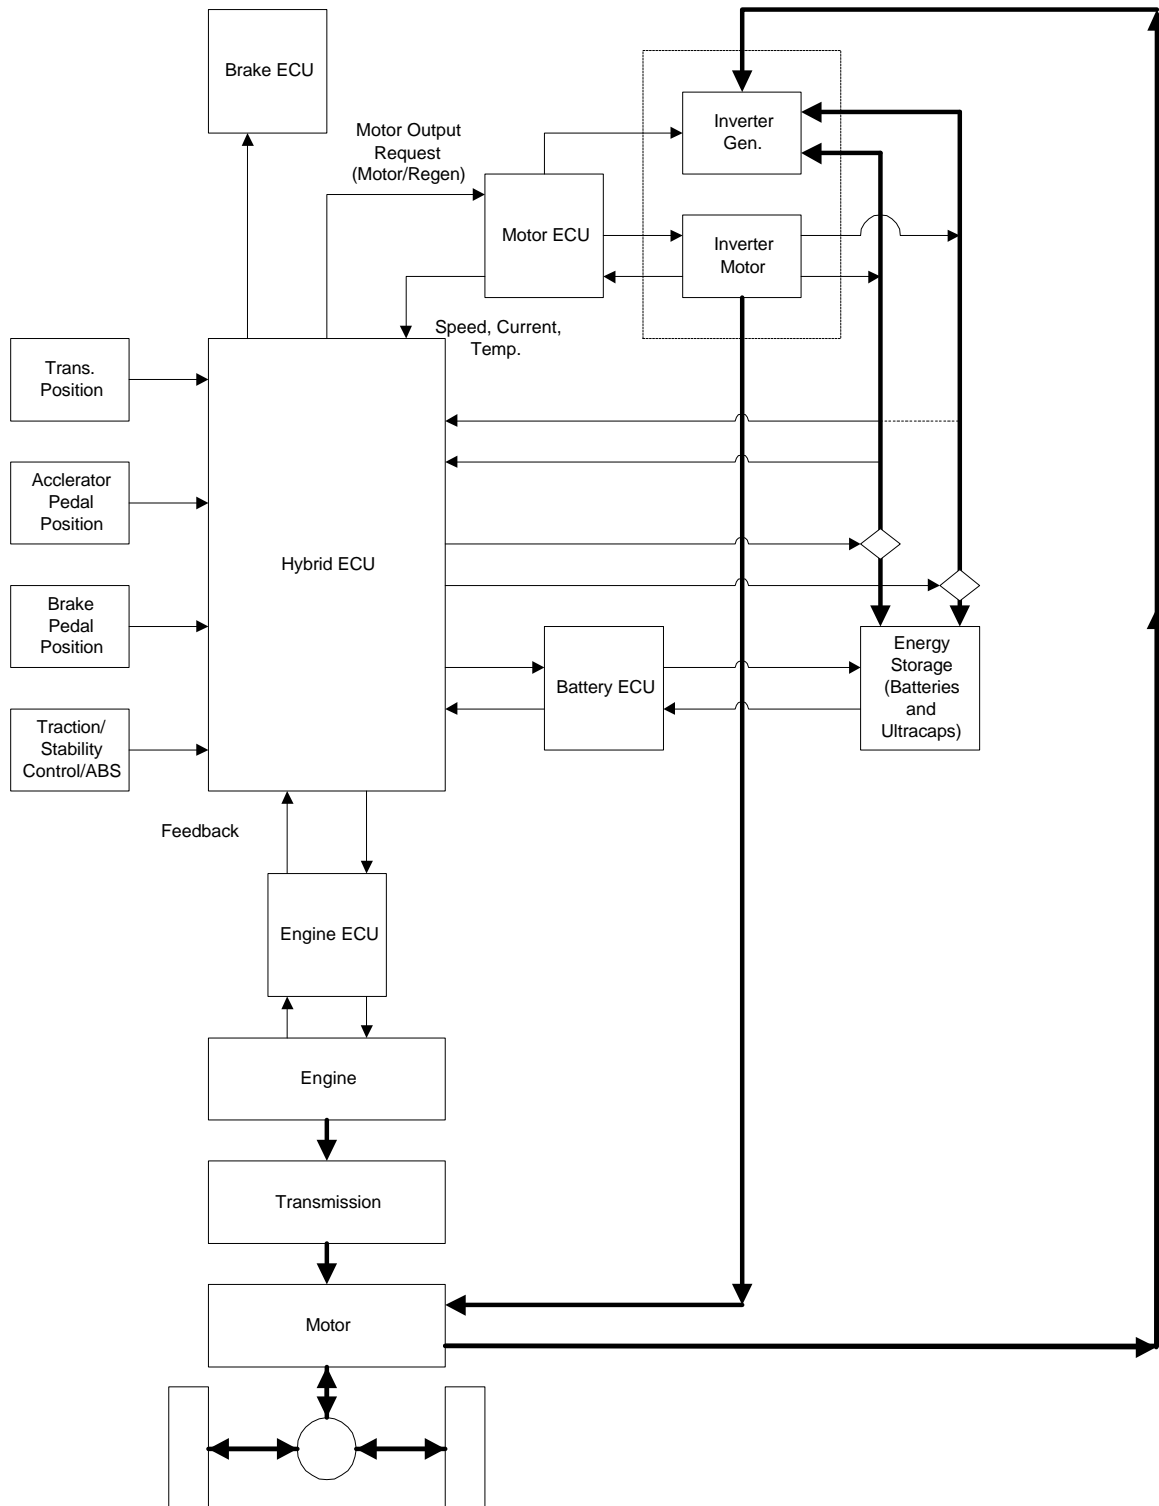 Brake ECU
Motor Output
Request
(Motor/Regen)
Inverter
Gen.
Motor ECU
Inverter
Motor
Speed, Current,
Temp.
Trans.
Position
Acclerator
Pedal
Position
Hybrid ECU
Brake
Pedal
Position
Battery ECU
Energy
Storage
(Batteries
and
Ultracaps)
Traction/
Stability
Control/ABS
Feedback
Engine ECU
Engine
Transmission
Motor